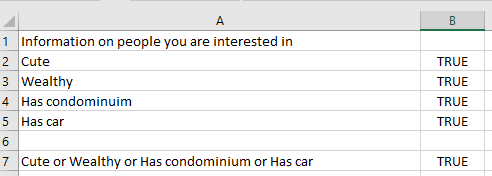 A B
1 Information on people you are interested in
2 Cute TRUE
3 Wealthy TRUE
4 Has condominuim TRUE
5 Has car TRUE
6
7 Cute or Wealthy or Has condominium or Has car TRUE